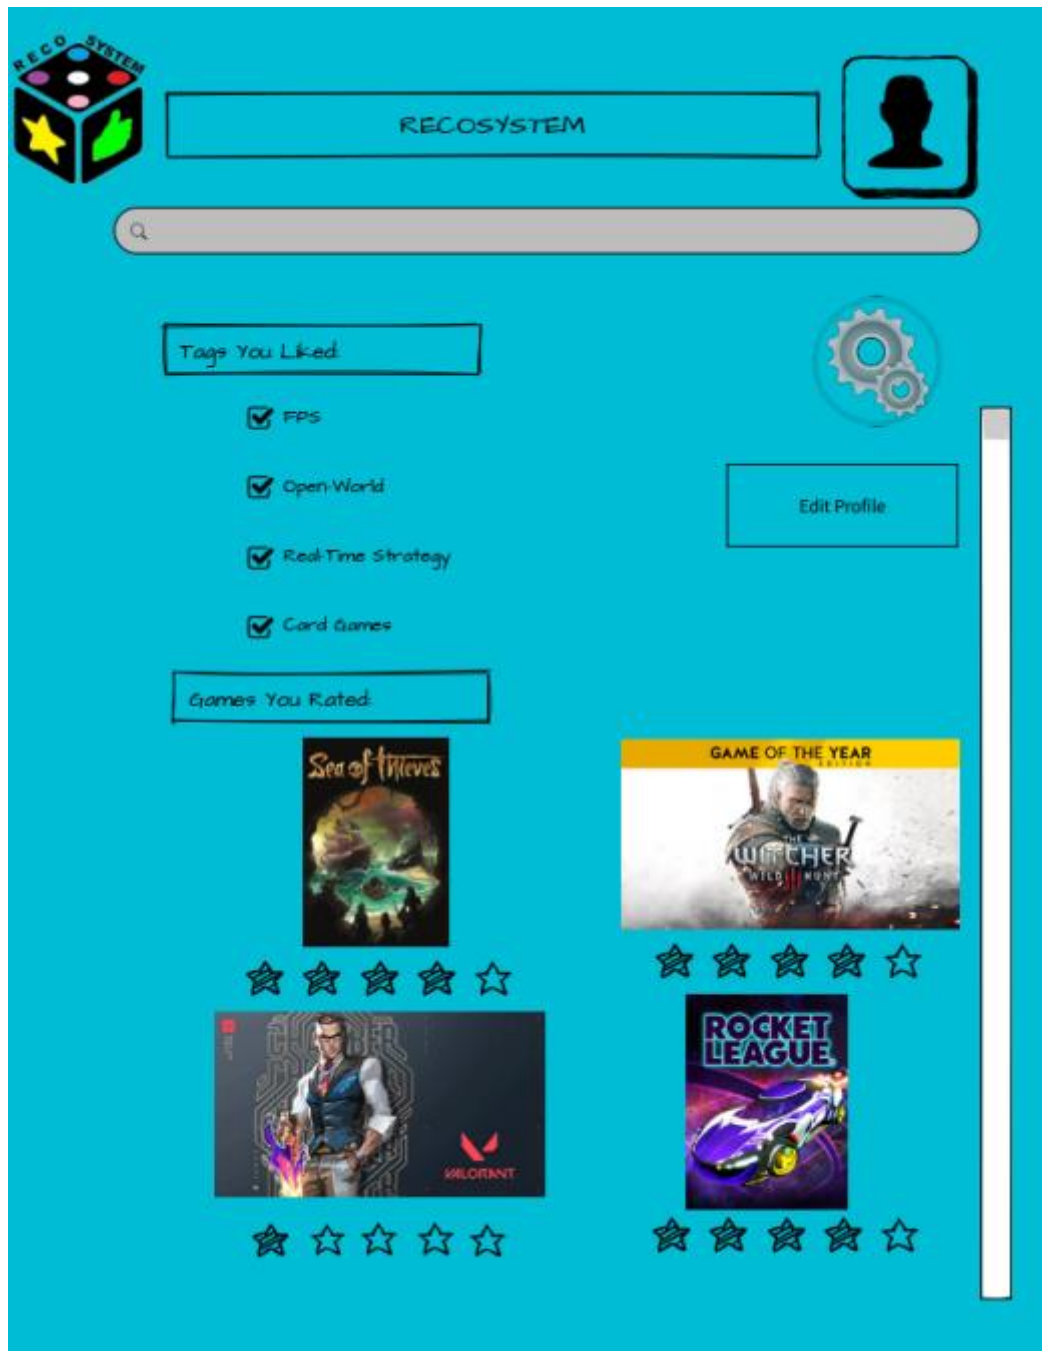 RECO SYSTEM
RECOSYSTEM
Tags You Liked:
FPS
Open-World
Edit Profile
Real-Time Strategy
Card Games
Games You Rated:
Sea of Thieves
GAME OF THE YEAR
EDITION
THE
WITCHER
WILD HUNT
ROCKET
LEAGUE
VALORANT